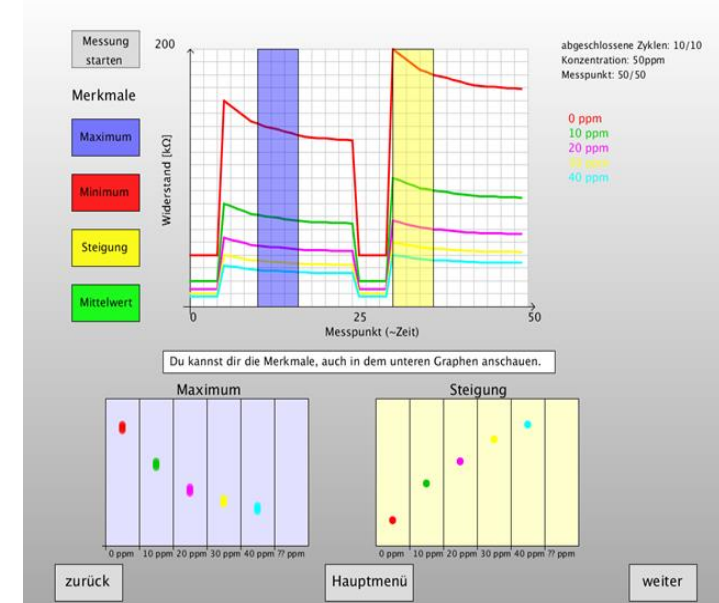 Messung
starten
Merkmale
Maximum
Minimum
Steigung
Mittelwert
200
Widerstand [kΩ]
0
25
50
Messpunkt (~Zeit)
abgeschlossene Zyklen: 10/10
Konzentration: 50ppm
Messpunkt: 50/50
0 ppm
10 ppm
20 ppm
30 ppm
40 ppm
Du kannst dir die Merkmale, auch in dem unteren Graphen anschauen.
Maximum
0 ppm 10 ppm 20 ppm 30 ppm 40 ppm ?? ppm
Steigung
0 ppm 10 ppm 20 ppm 30 ppm 40 ppm ?? ppm
zurück
Hauptmenü
weiter